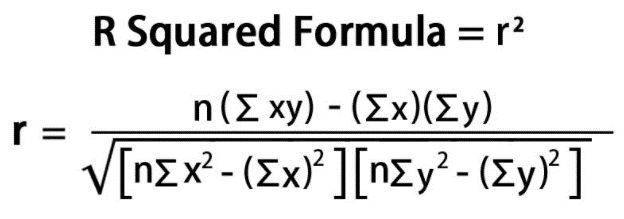 R Squared Formula = r²
r = n(Σ xy) - (Σx)(Σy)
√[nΣx² - (Σx)²][nΣy² - (Σy)²]